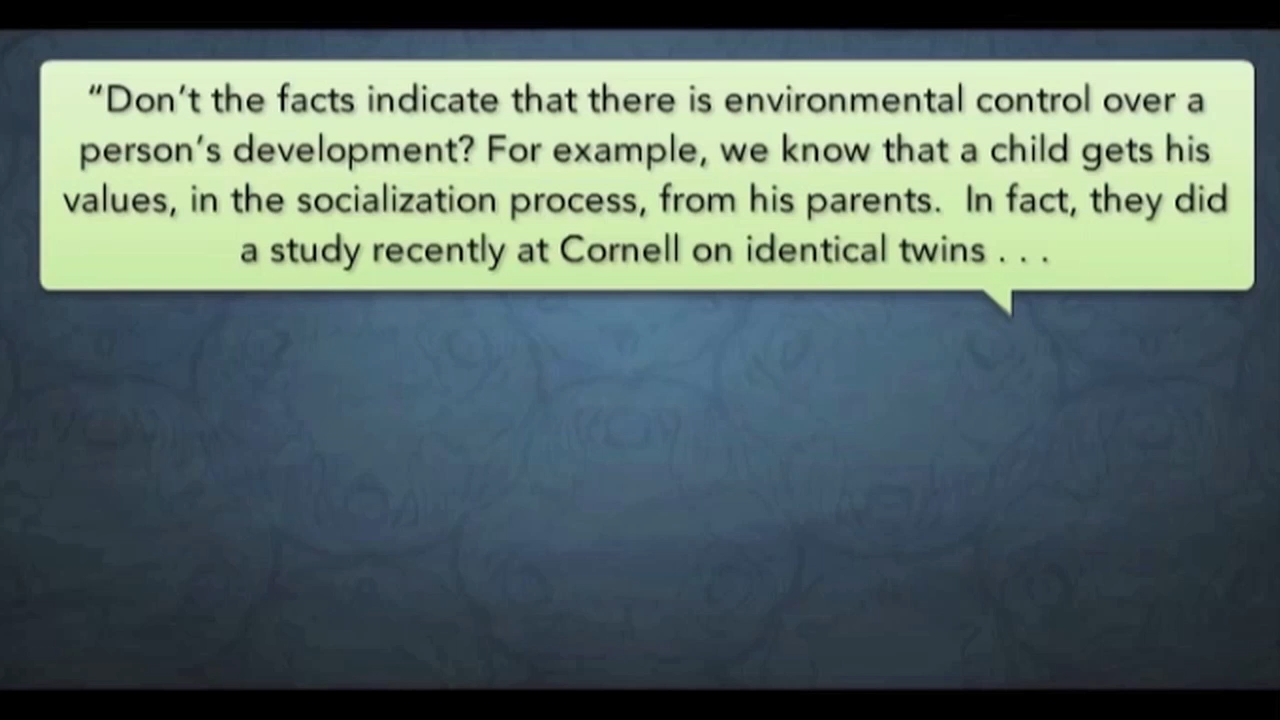 “Don’t the facts indicate that there is environmental control over a
person’s development? For example, we know that a child gets his
values, in the socialization process, from his parents.  In fact, they did
a study recently at Cornell on identical twins . . .